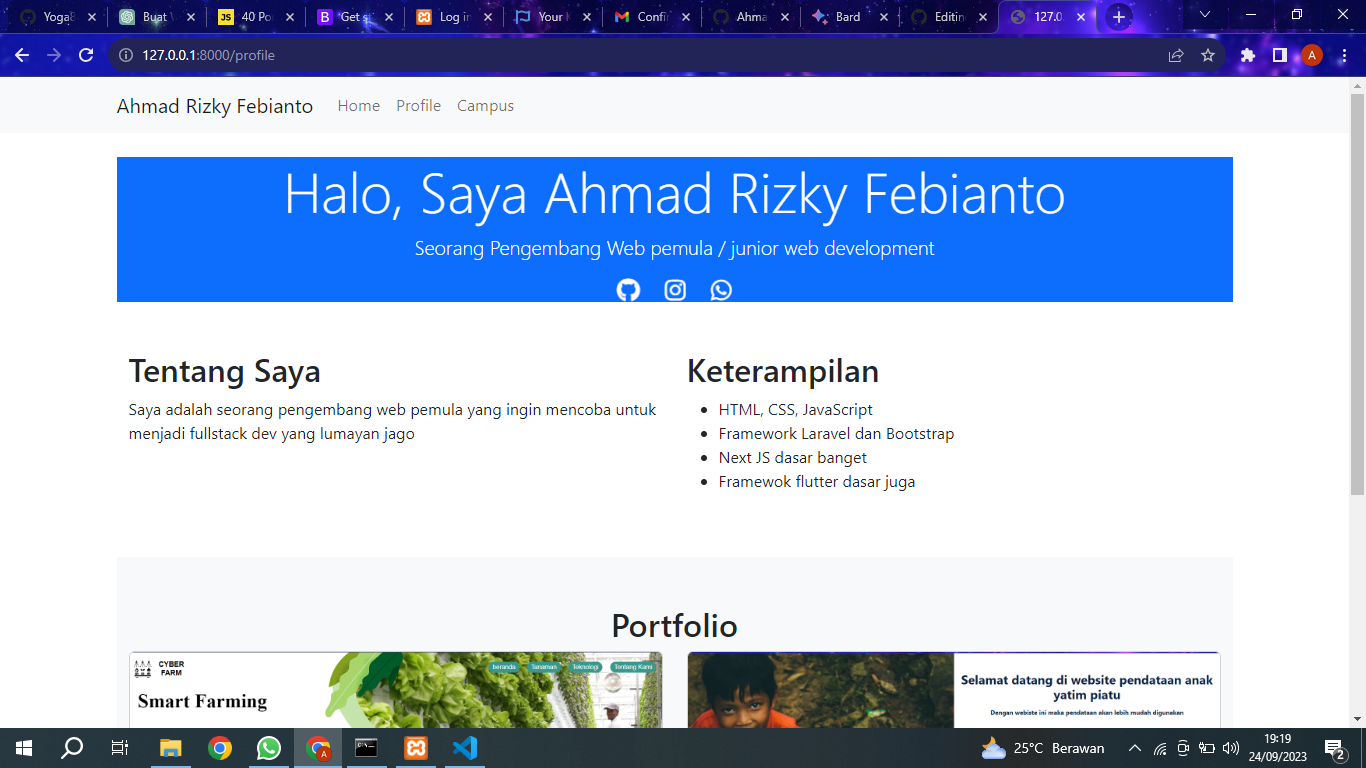 Yoga8
Buat V
JS
40 Po
B
Get s
Log in
Your
Confir
Ahma
Bard
Editin
127.0
127.0.0.1:8000/profile
A
Ahmad Rizky Febianto
Home
Profile
Campus
Halo, Saya Ahmad Rizky Febianto
Seorang Pengembang Web pemula / junior web development
Tentang Saya
Saya adalah seorang pengembang web pemula yang ingin mencoba untuk
menjadi fullstack dev yang lumayan jago
Keterampilan
HTML, CSS, JavaScript
Framework Laravel dan Bootstrap
Next JS dasar banget
Framewok flutter dasar juga
Portfolio
CYBER
FARM
beranda
Tanaman
Teknologi
Tentang Kami
Smart Farming
Selamat datang di website pendataan anak
yatim piatu
Dengan webiste ini maka pendataan akan lebih mudah digunakan
A
C:\
25°C Berawan
19:19
24/09/2023
2